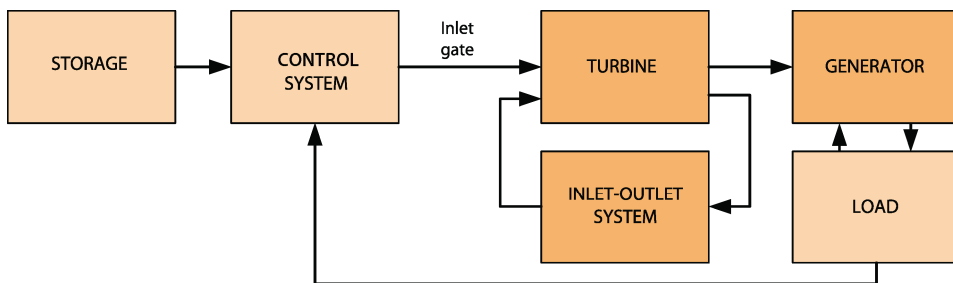 STORAGE
CONTROL
SYSTEM
Inlet
gate
TURBINE
GENERATOR
INLET-OUTLET
SYSTEM
LOAD